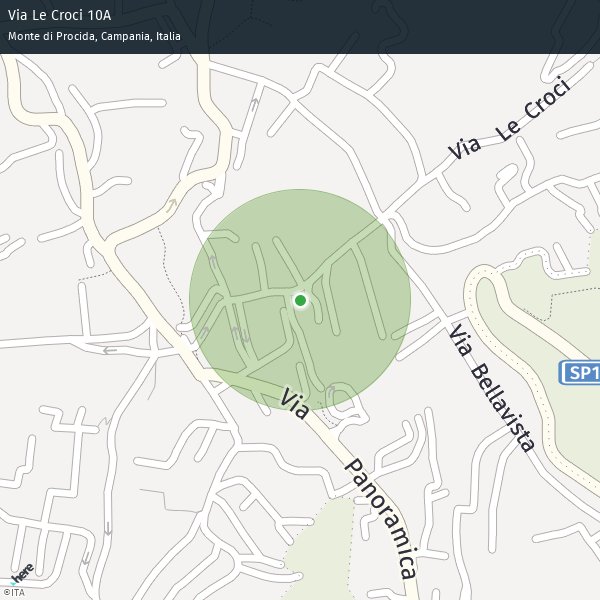 Via Le Croci 10A
Monte di Procida, Campania, Italia
Via Le Croci
SP1
Via Bellavista
Via Panoramica
here
©ITA